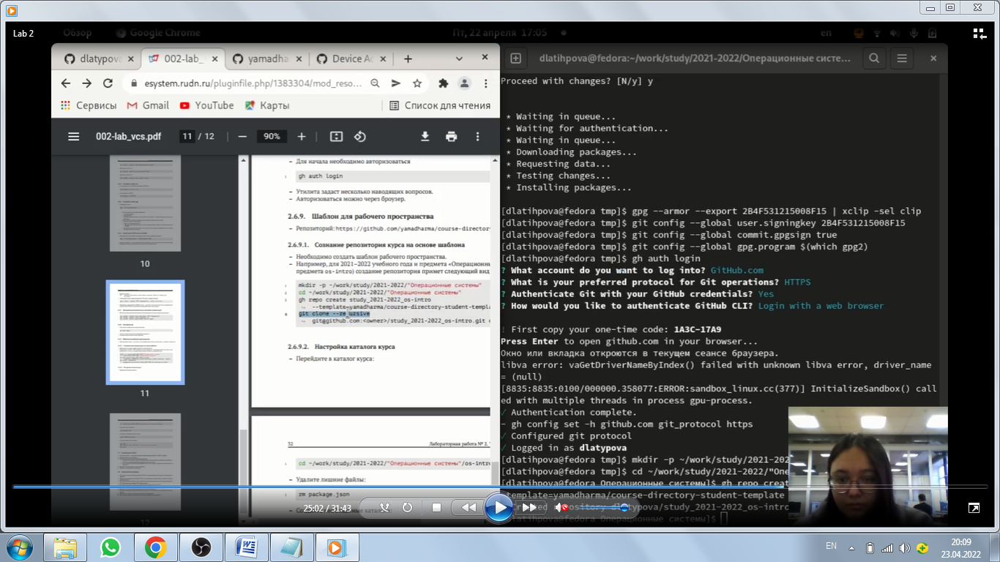 Lab 2
Обзор
Google Chrome
Пт, 22 апреля 17:05
en
dlatypova
002-lab_
yamadha
Device Ac
esystem.rudn.ru/pluginfile.php/1383304/mod_reso…
Сервисы
Gmail
YouTube
Карты
Список для чтения
002-lab_vcs.pdf
11 / 12
90%
10
11
– Для начала необходимо авторизоваться
1 gh auth login
– Утилита задаст несколько наводящих вопросов.
– Авторизоваться можно через броузер.
2.6.9. Шаблон для рабочего пространства
– Репозиторий: https://github.com/yamadharma/course-director
2.6.9.1. Сознание репозитория курса на основе шаблона
– Необходимо создать шаблон рабочего пространства.
– Например, для 2021–2022 учебного года и предмета «Операционны
предмета os-intro) создание репозитория примет следующий вид
1 mkdir -p ~/work/study/2021-2022/"Операционные системы"
2 cd ~/work/study/2021-2022/"Операционные системы"
3 gh repo create study_2021-2022_os-intro
--template=yamadharma/course-directory-student-templa
4 git clone --recursive
git@github.com:<owner>/study_2021-2022_os-intro.git
2.6.9.2. Настройка каталога курса
– Перейдите в каталог курса:
32
Лабораторная работа № 2.
1 cd ~/work/study/2021-2022/"Операционные системы"/os-intro
– Удалите лишние файлы:
rm package.json
dlatihpova@fedora:~/work/study/2021-2022/Операционные систе…
Proceed with changes? [N/y] y
* Waiting in queue...
* Waiting for authentication...
* Waiting in queue...
* Downloading packages...
* Requesting data...
* Testing changes...
* Installing packages...
[dlatihpova@fedora tmp]$ gpg --armor --export 2B4F531215008F15 | xclip -sel clip
[dlatihpova@fedora tmp]$ git config --global user.signingkey 2B4F531215008F15
[dlatihpova@fedora tmp]$ git config --global commit.gpgsign true
[dlatihpova@fedora tmp]$ git config --global gpg.program $(which gpg2)
[dlatihpova@fedora tmp]$ gh auth login
? What account do you want to log into? GitHub.com
? What is your preferred protocol for Git operations? HTTPS
? Authenticate Git with your GitHub credentials? Yes
? How would you like to authenticate GitHub CLI? Login with a web browser
! First copy your one-time code: 1A3C-17A9
Press Enter to open github.com in your browser...
Окно или вкладка откроются в текущем сеансе браузера.
libva error: vaGetDriverNameByIndex() failed with unknown libva error, driver_name
= (null)
[8835:8835:0100/000000.358077:ERROR:sandbox_linux.cc(377)] InitializeSandbox() call
ed with multiple threads in process gpu-process.
✓ Authentication complete.
- gh config set -h github.com git_protocol https
✓ Configured git protocol
✓ Logged in as dlatypova
[dlatihpova@fedora tmp]$ mkdir -p ~/work/study/2021-202
[dlatihpova@fedora tmp]$ cd ~/work/study/2021-2022/"Опе
[dlatihpova@fedora Операционные системы]$ gh repo creat
template=yamadharma/course-directory-student-template
repository dlatypova/study_2021-2022_os-intro
[dlatihpova@fedora Операционные системы]$
25:02 / 31:43
EN
20:09
23.04.2022